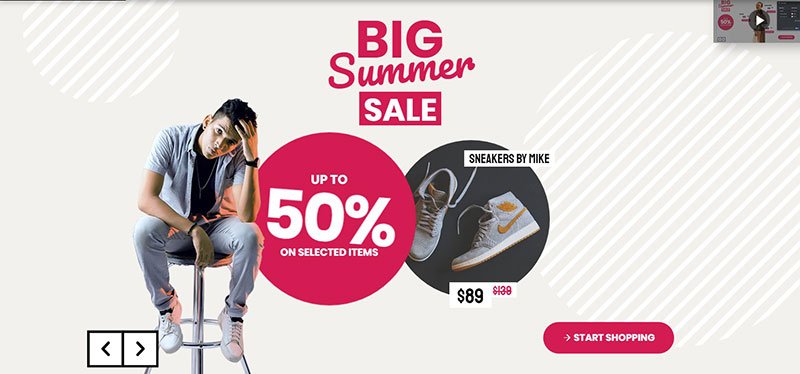 BIG
Summer
SALE
UP TO
50%
ON SELECTED ITEMS
SNEAKERS BY MIKE
$89 $139
→ START SHOPPING